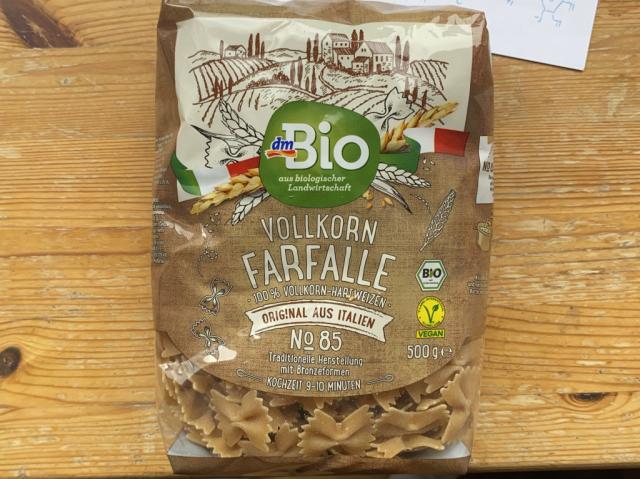 dm
Bio
aus biologischer
Landwirtschaft
VOLLKORN
FARFALLE
· 100 % VOLLKORN-HARTWEIZEN ·
ORIGINAL AUS ITALIEN
No 85
Traditionelle Herstellung
mit Bronzeformen
KOCHZEIT 9-10 MINUTEN
BIO
VEGAN
500 g e